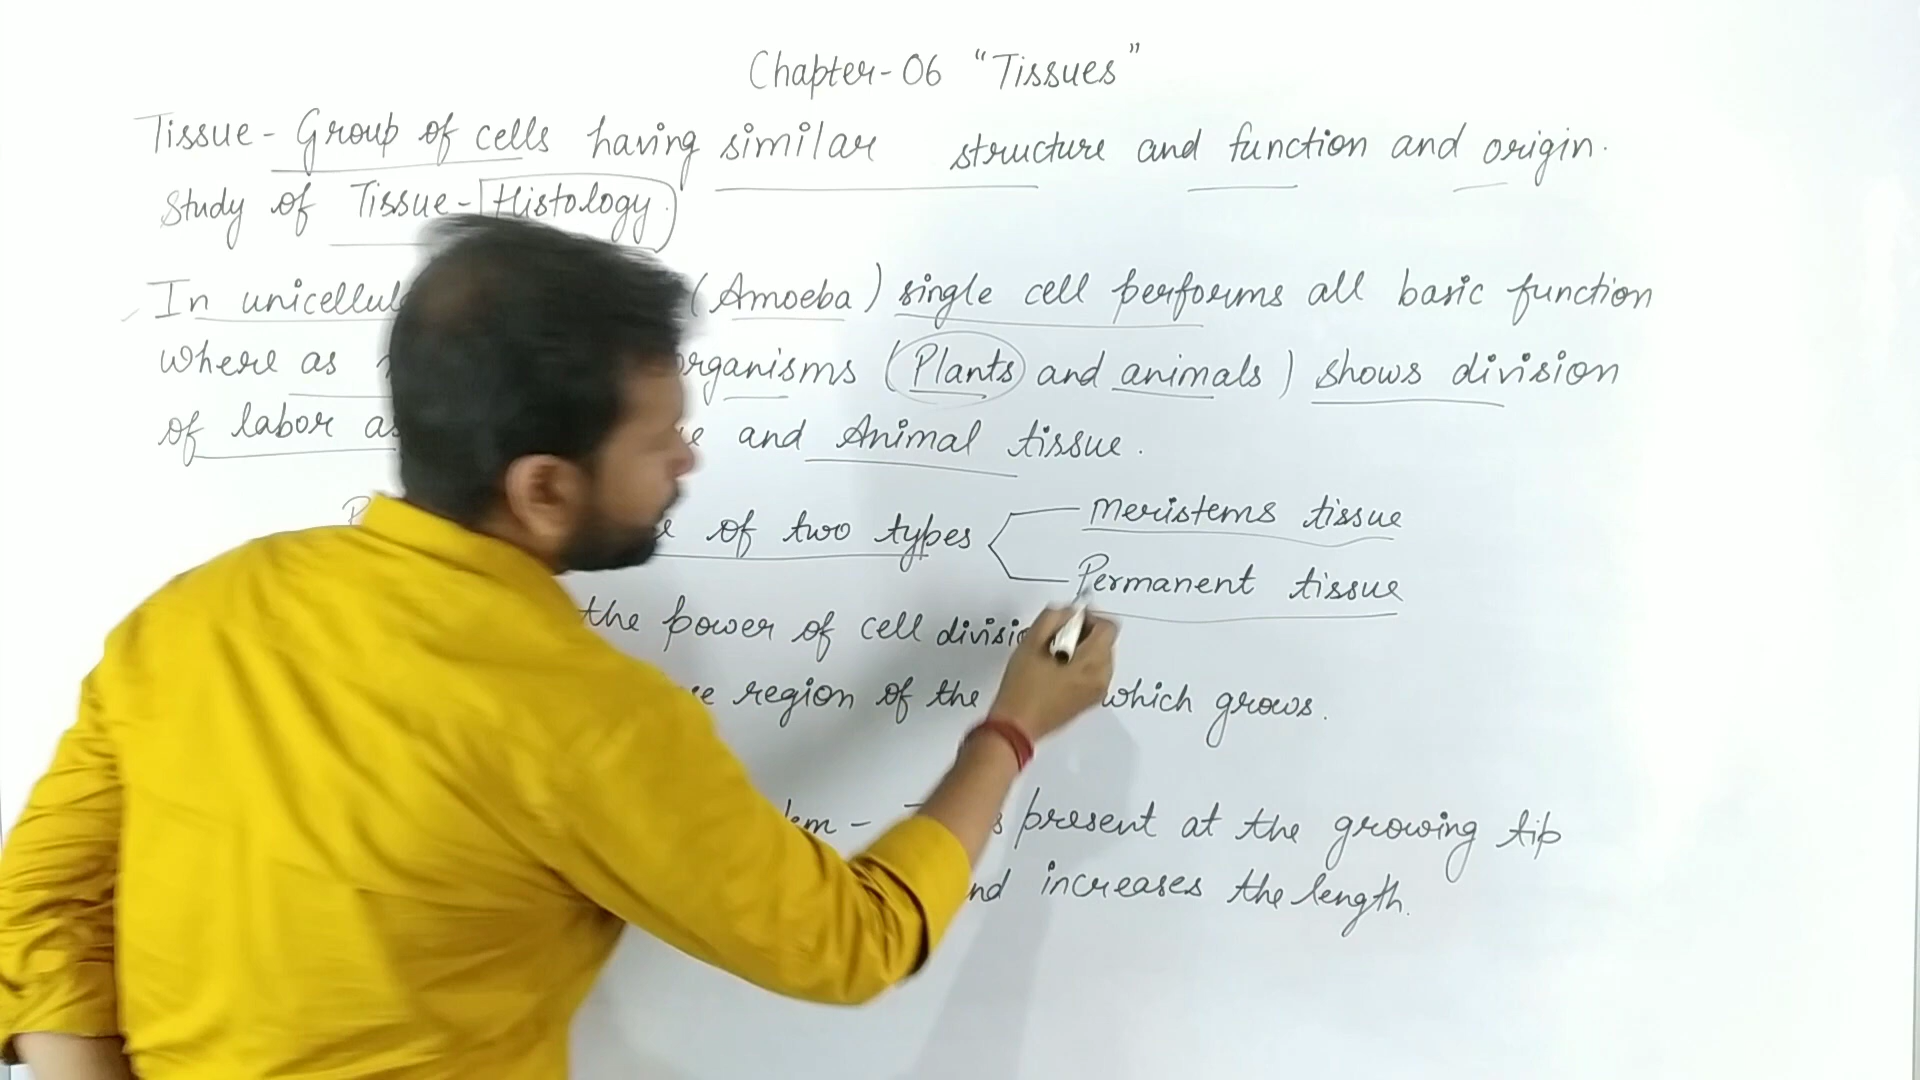 Chapter-06 "Tissues"
Tissue - Group of cells having similar structure and function and origin.
Study of Tissue - Histology.
In (Amoeba) single cell performs all basic function
where as organisms (Plants and animals) shows division
of labor and Animal tissue.
of two types
Meristems tissue
Permanent tissue
the power of cell
region of the which grows.
present at the growing tip
increases the length.